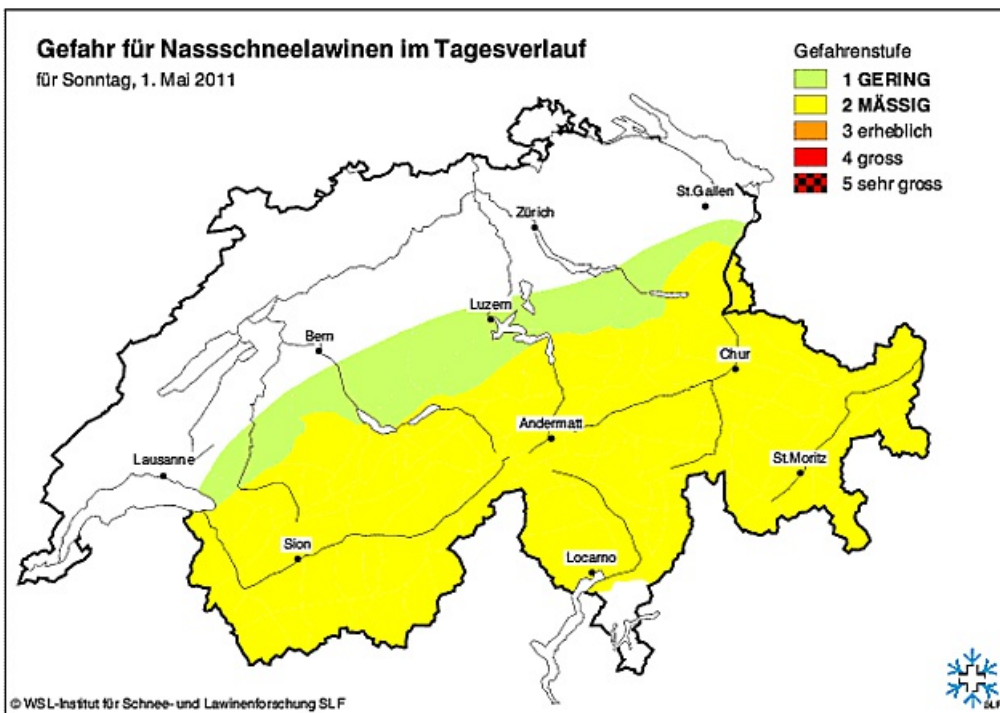 Gefahr für Nassschneelawinen im Tagesverlauf
für Sonntag, 1. Mai 2011
Gefahrenstufe
1 GERING
2 MÄSSIG
3 erheblich
4 gross
5 sehr gross
St.Gallen
Zürich
Luzern
Bern
Chur
Andermatt
Lausanne
St.Moritz
Sion
Locarno
© WSL-Institut für Schnee- und Lawinenforschung SLF
SLF